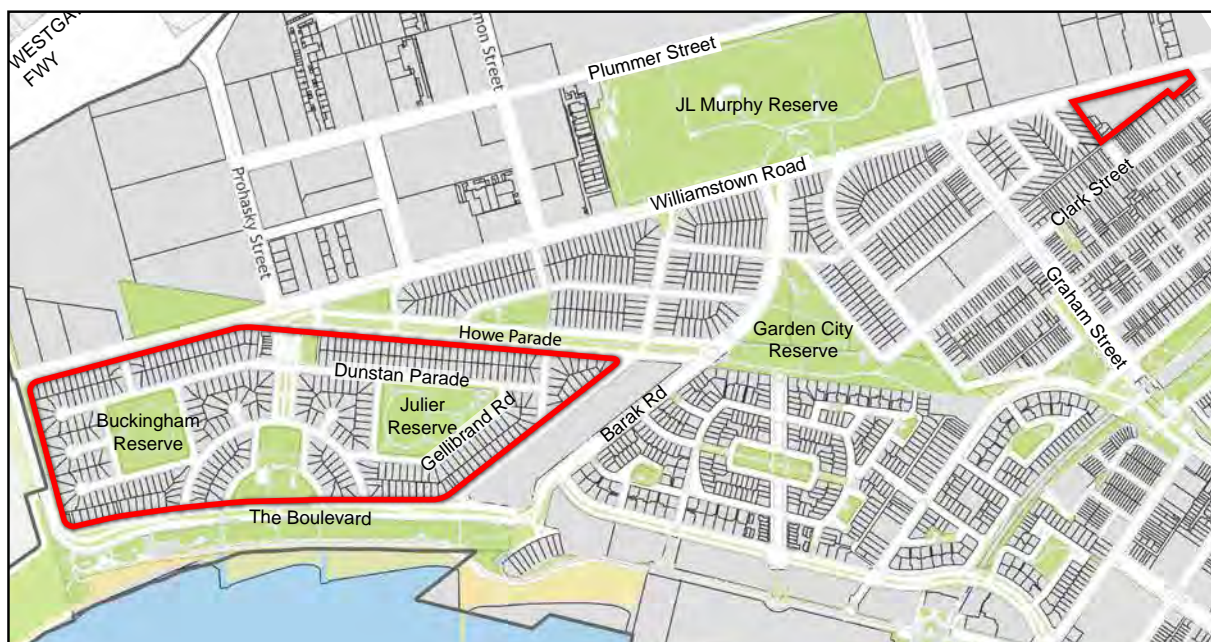 WESTGA
FWY
mon Street
Plummer Street
JL Murphy Reserve
Prohasky Street
Williamstown Road
Clark Street
Graham Street
Howe Parade
Garden City
Reserve
Dunstan Parade
Buckingham
Reserve
Julier
Reserve
Gellibrand Rd
Barak Rd
The Boulevard